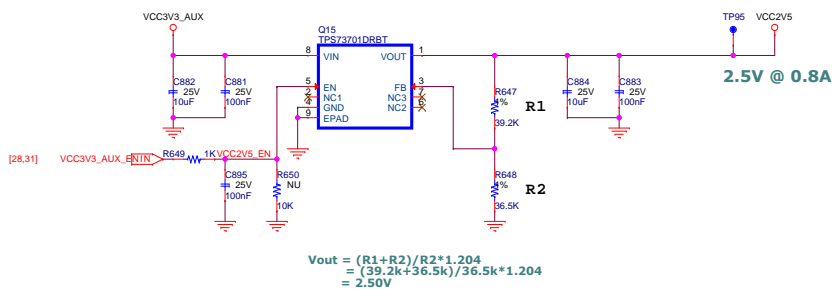 VCC3V3_AUX
Q15
TPS73701DRBT
TP95
VCC2V5
8
VIN
VOUT
1
C882
25V
10uF
C881
25V
100nF
5
EN
FB
3
2
NC1
NC3
7
4
GND
NC2
6
9
EPAD
R647
1%
39.2K
R1
C884
25V
10uF
C883
25V
100nF
2.5V @ 0.8A
[28,31]
VCC3V3_AUX_EN
IN
R649
1K
VCC2V5_EN
C895
25V
100nF
R650
NU
10K
R648
1%
36.5K
R2
Vout = (R1+R2)/R2*1.204
= (39.2k+36.5k)/36.5k*1.204
= 2.50V